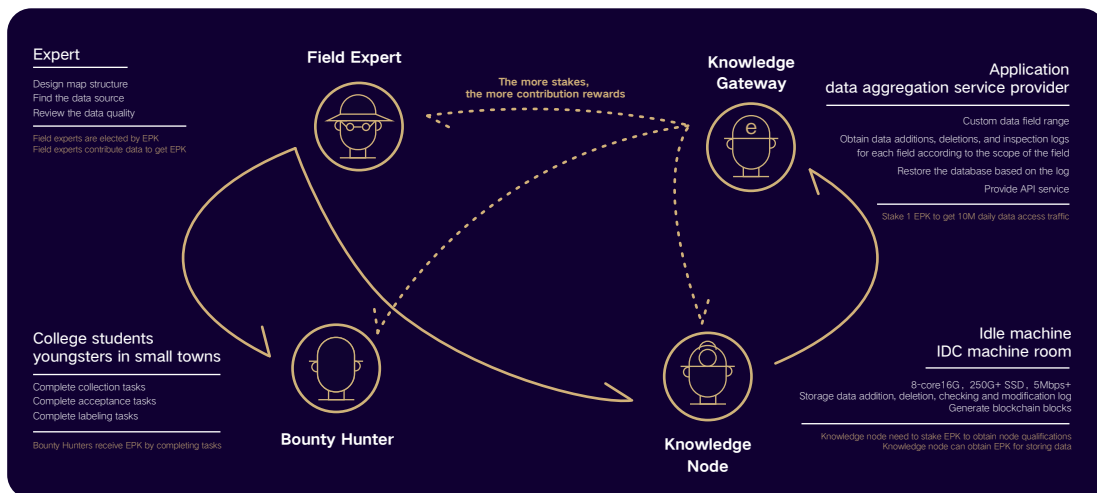 Expert
Design map structure
Find the data source
Review the data quality
Field experts are elected by EPK
Field experts contribute data to get EPK
Field Expert
The more stakes,
the more contribution rewards
Knowledge
Gateway
e
Application
data aggregation service provider
Custom data field range
Obtain data additions, deletions, and inspection logs
for each field according to the scope of the field
Restore the database based on the log
Provide API service
Stake 1 EPK to get 10M daily data access traffic
College students
youngsters in small towns
Complete collection tasks
Complete acceptance tasks
Complete labeling tasks
Bounty Hunters receive EPK by completing tasks
Bounty Hunter
Knowledge
Node
Idle machine
IDC machine room
8-core16G，250G+ SSD，5Mbps+
Storage data addition, deletion, checking and modification log
Generate blockchain blocks
Knowledge node need to stake EPK to obtain node qualifications
Knowledge node can obtain EPK for storing data